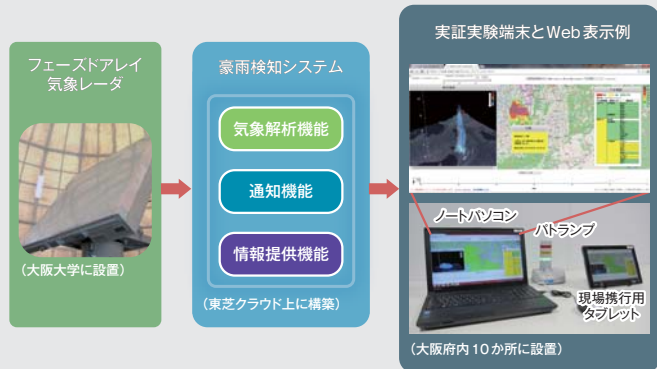 フェーズドアレイ
気象レーダ
（大阪大学に設置）
豪雨検知システム
気象解析機能
通知機能
情報提供機能
（東芝クラウド上に構築）
実証実験端末とWeb表示例
ノートパソコン
パトランプ
現場携行用
タブレット
（大阪府内10か所に設置）